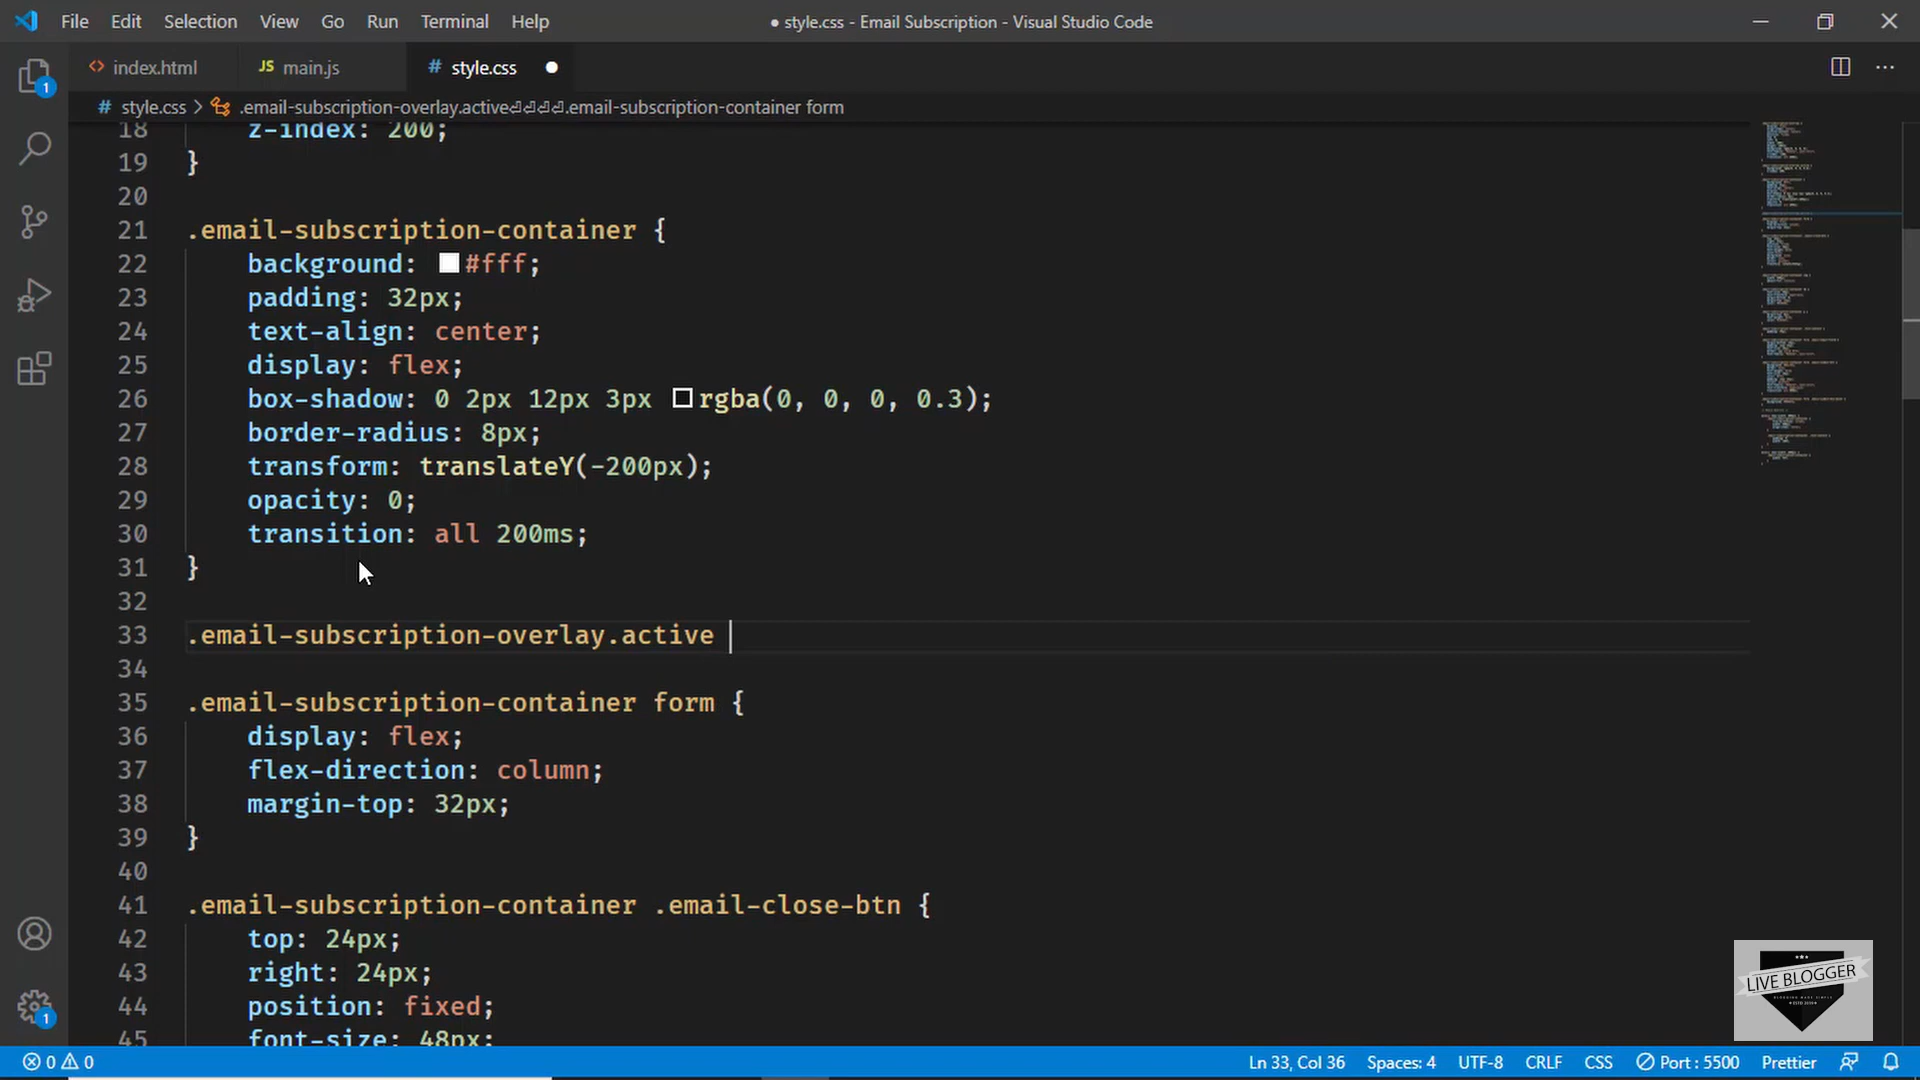 File Edit Selection View Go Run Terminal Help
● style.css - Email Subscription - Visual Studio Code
index.html
JS main.js
# style.css
# style.css > .email-subscription-overlay.active⏎⏎⏎⏎.email-subscription-container form
18 z-index: 200;
19 }
20
21 .email-subscription-container {
22 background: #fff;
23 padding: 32px;
24 text-align: center;
25 display: flex;
26 box-shadow: 0 2px 12px 3px rgba(0, 0, 0, 0.3);
27 border-radius: 8px;
28 transform: translateY(-200px);
29 opacity: 0;
30 transition: all 200ms;
31 }
32
33 .email-subscription-overlay.active
34
35 .email-subscription-container form {
36 display: flex;
37 flex-direction: column;
38 margin-top: 32px;
39 }
40
41 .email-subscription-container .email-close-btn {
42 top: 24px;
43 right: 24px;
44 position: fixed;
45 font-size: 48px;
1
1
LIVE BLOGGER
0 0
Ln 33, Col 36 Spaces: 4 UTF-8 CRLF CSS Port : 5500 Prettier